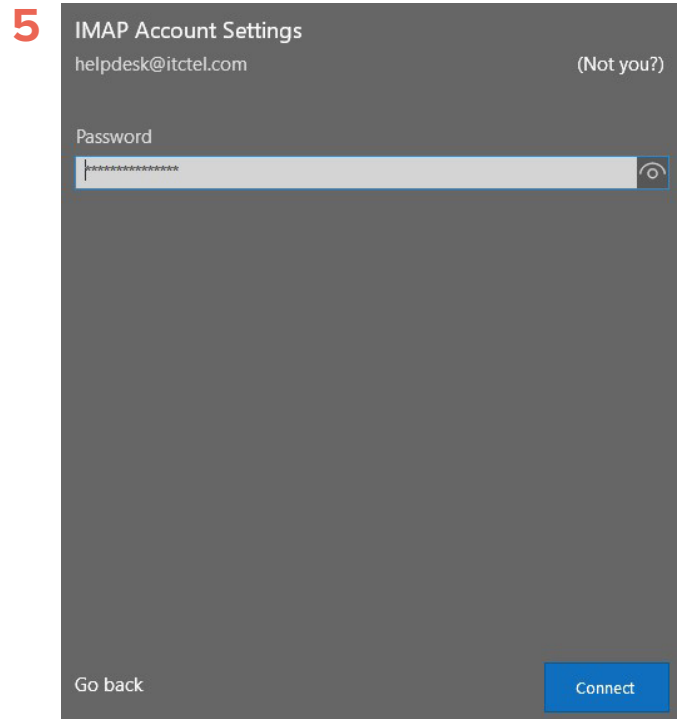 5
IMAP Account Settings
helpdesk@itctel.com (Not you?)
Password
***************
Go back Connect